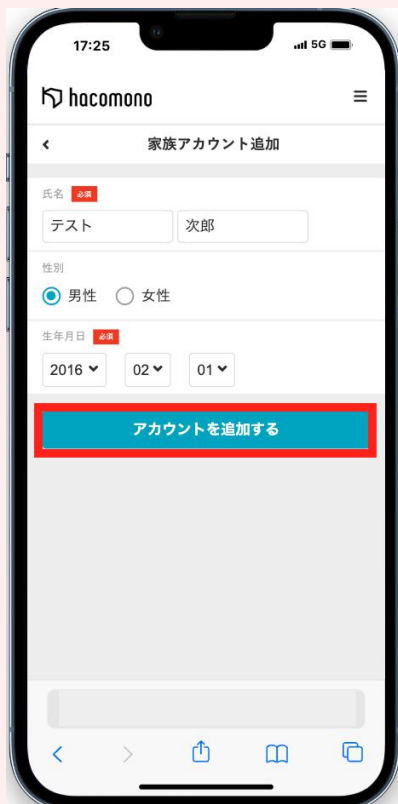 17:25
5G
hacomono
家族アカウント追加
氏名 必須
テスト 次郎
性別
男性 女性
生年月日 必須
2016 02 01
アカウントを追加する